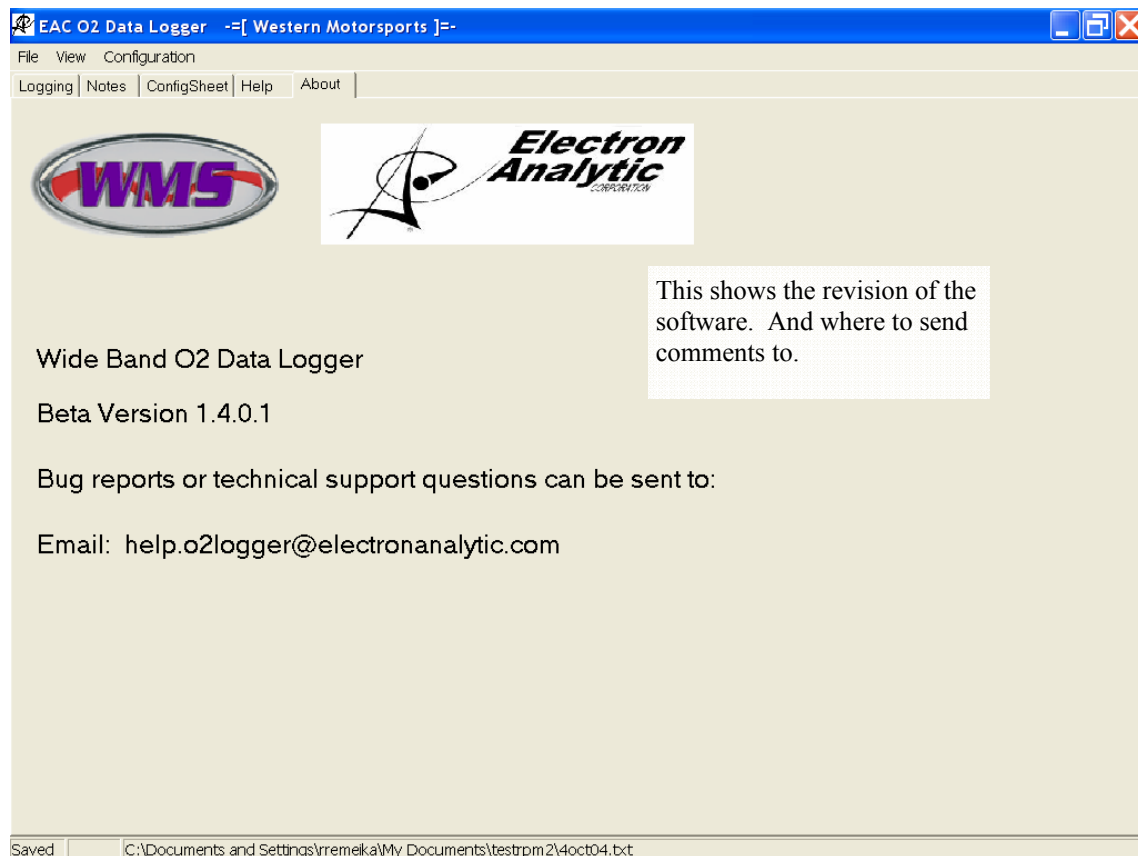 EAC O2 Data Logger -=[ Western Motorsports ]=-
File View Configuration
Logging Notes ConfigSheet Help About
WMS
Electron
Analytic
CORPORATION
This shows the revision of the
software. And where to send
comments to.
Wide Band O2 Data Logger
Beta Version 1.4.0.1
Bug reports or technical support questions can be sent to:
Email: help.o2logger@electronanalytic.com
Saved C:\Documents and Settings\rremeika\My Documents\testrpm2\4oct04.txt